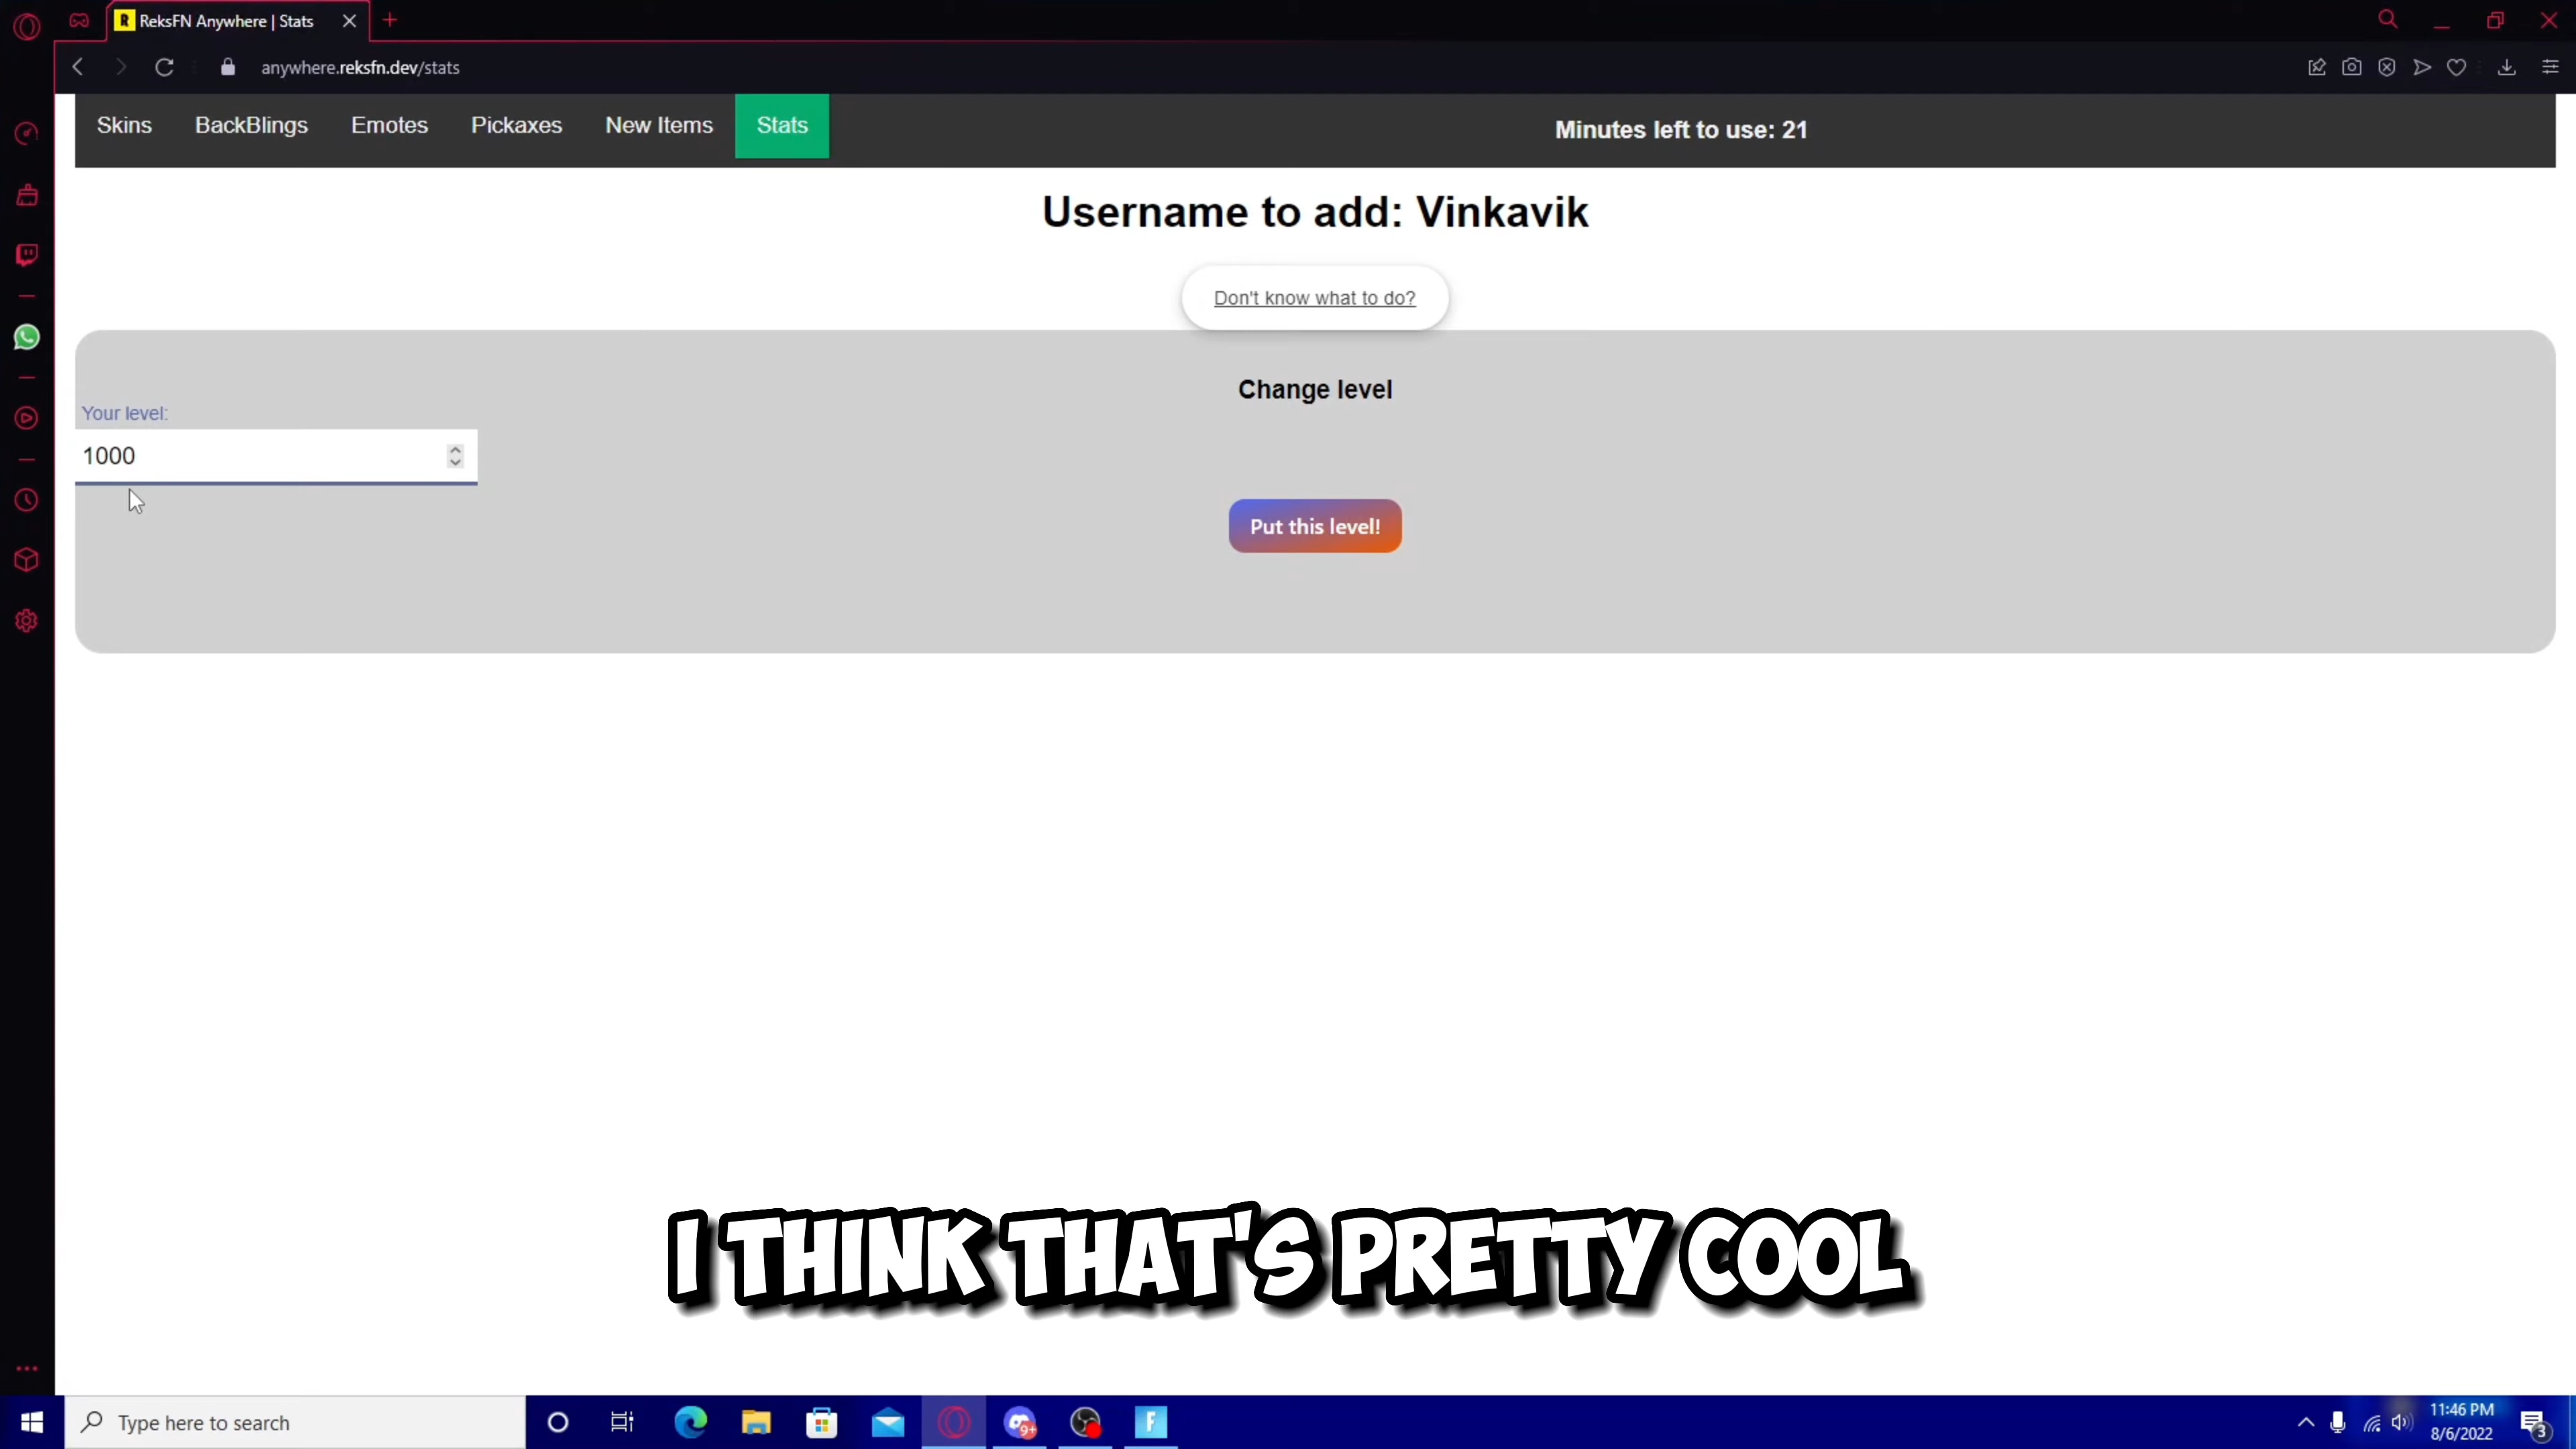 ReksFN Anywhere | Stats
anywhere.reksfn.dev/stats
Skins BackBlings Emotes Pickaxes New Items Stats Minutes left to use: 21
Username to add: Vinkavik
Don't know what to do?
Change level
Your level:
1000
Put this level!
I THINK THAT'S PRETTY COOL
Type here to search
9+
11:46 PM
8/6/2022
3